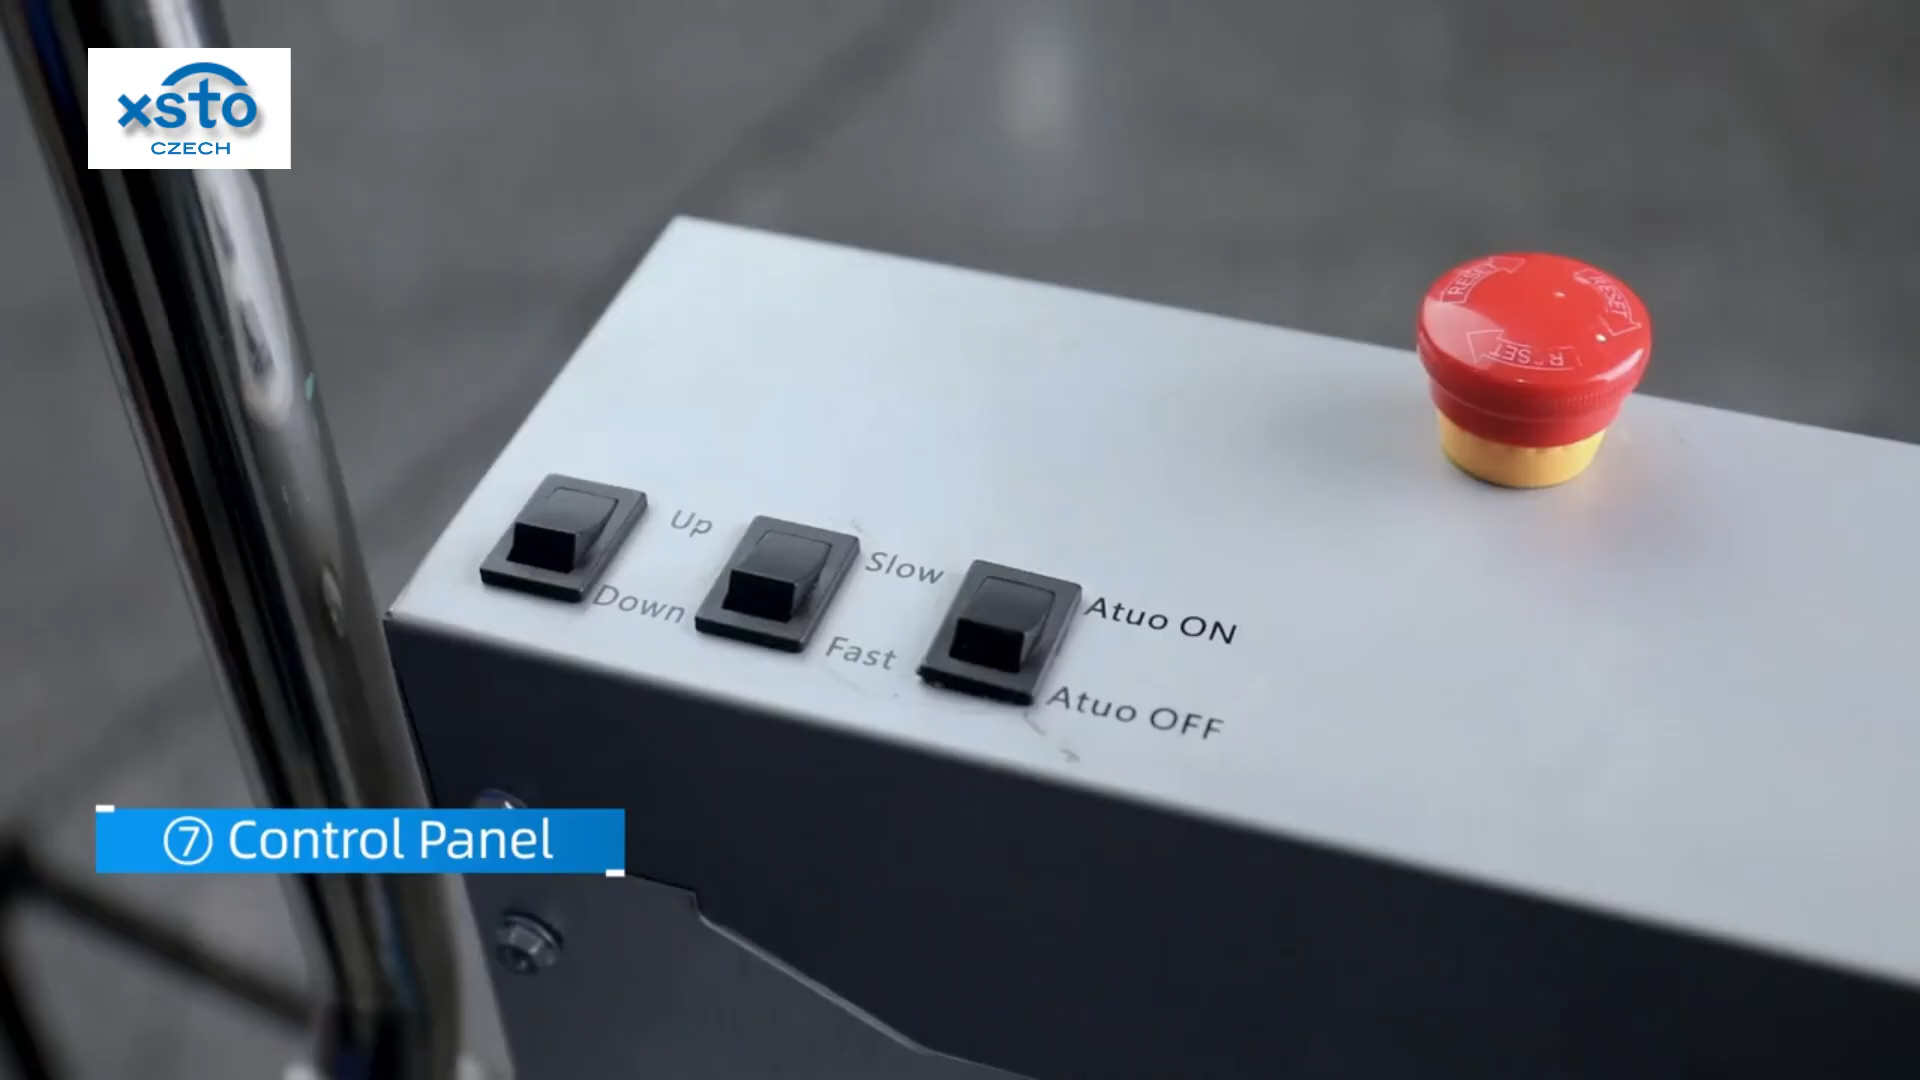 xsto
CZECH
RESET
RESET
RESET
Up
Down
Slow
Fast
Atuo ON
Atuo OFF
⑦ Control Panel